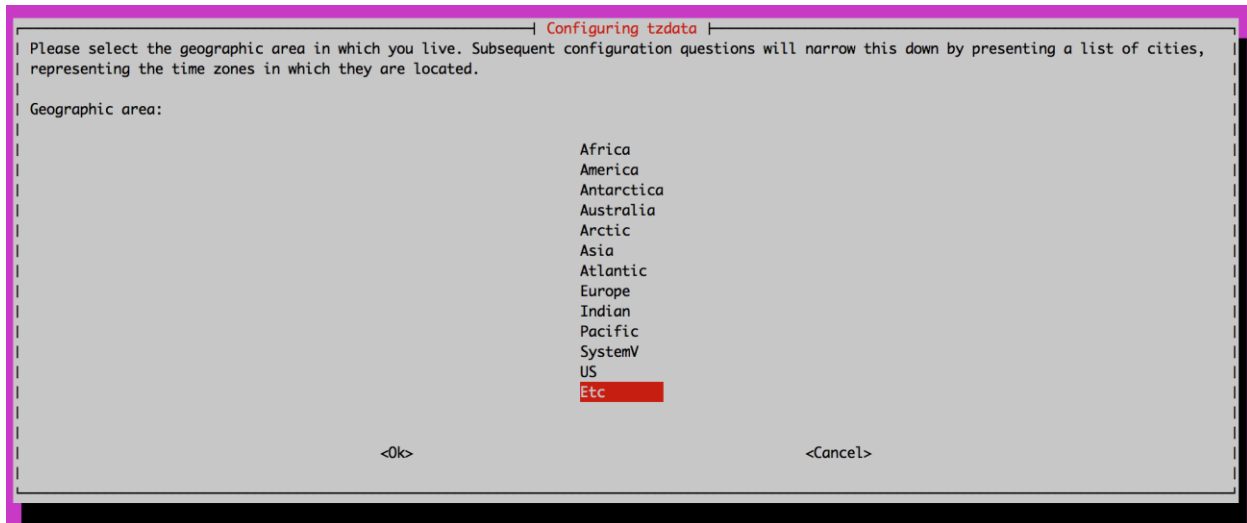 Configuring tzdata
Please select the geographic area in which you live. Subsequent configuration questions will narrow this down by presenting a list of cities,
representing the time zones in which they are located.
Geographic area:
Africa
America
Antarctica
Australia
Arctic
Asia
Atlantic
Europe
Indian
Pacific
SystemV
US
Etc
<Ok> <Cancel>